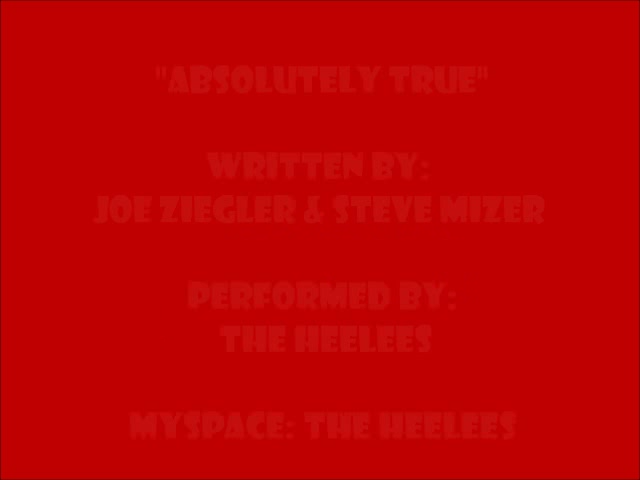 "ABSOLUTELY TRUE"
WRITTEN BY:
JOE ZIEGLER & STEVE MIZER
PERFORMED BY:
THE HEELEES
MYSPACE: THE HEELEES